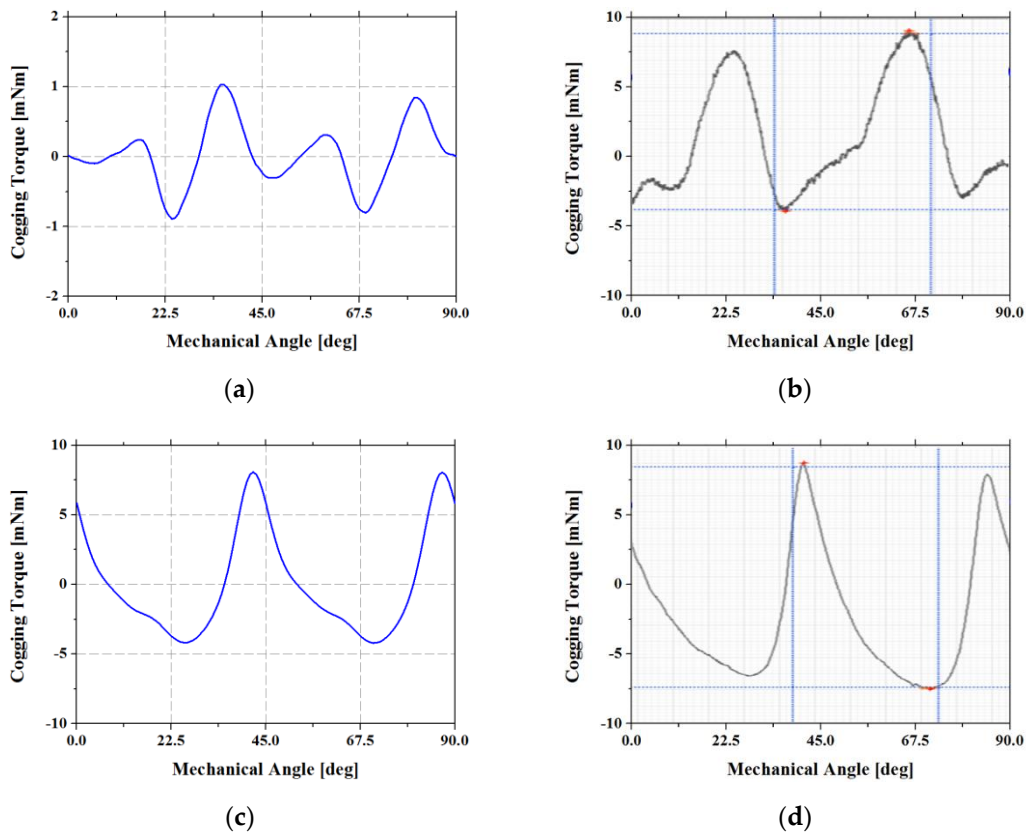 2
1
0
-1
-2
Cogging Torque [mNm]
0.0 22.5 45.0 67.5 90.0
Mechanical Angle [deg]
(a)
10
5
0
-5
-10
Cogging Torque [mNm]
0.0 22.5 45.0 67.5 90.0
Mechanical Angle [deg]
(b)
10
5
0
-5
-10
Cogging Torque [mNm]
0.0 22.5 45.0 67.5 90.0
Mechanical Angle [deg]
(c)
10
5
0
-5
-10
Cogging Torque [mNm]
0.0 22.5 45.0 67.5 90.0
Mechanical Angle [deg]
(d)